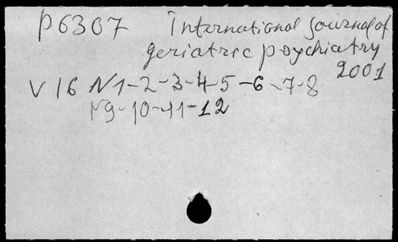 P6307 International Journal of
geriatric psychiatry
2001
V 16 N1-2-3-4-5-6-7-8
N9-10-11-12